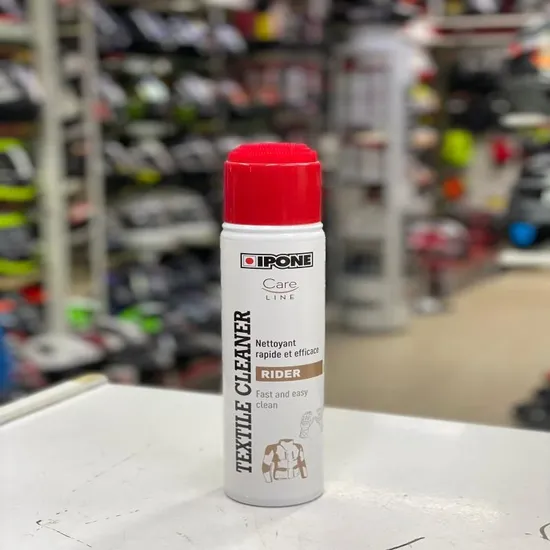 IPONE
Care
LINE
TEXTILE CLEANER
Nettoyant
rapide et efficace
RIDER
Fast and easy
clean